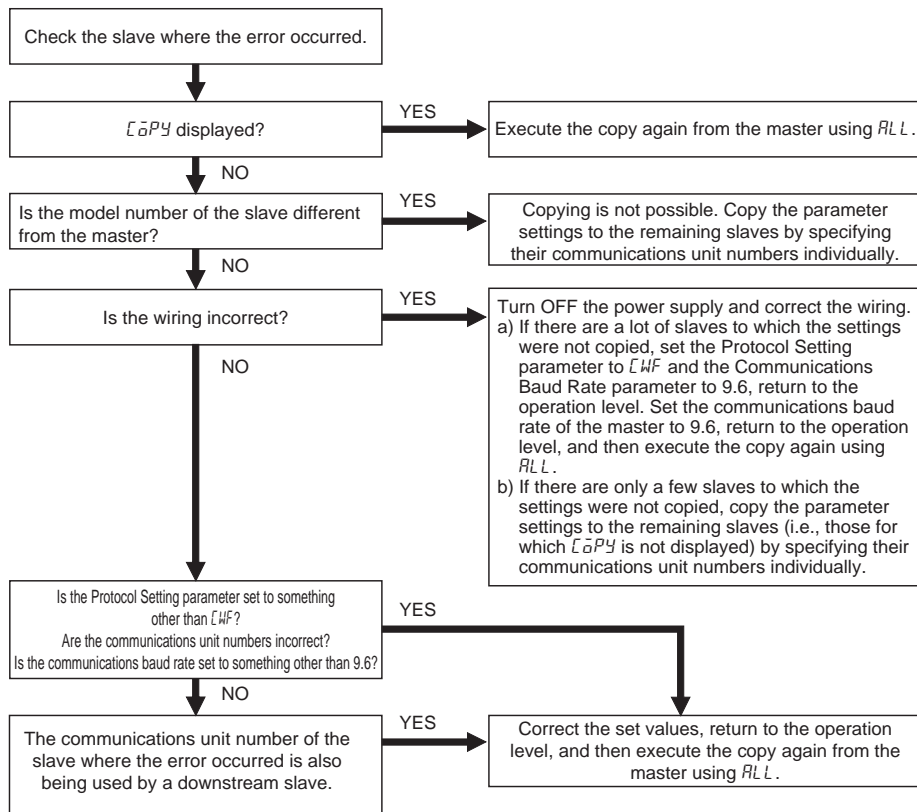 Check the slave where the error occurred.
CoPY displayed?
YES
Execute the copy again from the master using ALL.
NO
Is the model number of the slave different
from the master?
YES
Copying is not possible. Copy the parameter
settings to the remaining slaves by specifying
their communications unit numbers individually.
NO
Is the wiring incorrect?
YES
Turn OFF the power supply and correct the wiring.
a) If there are a lot of slaves to which the settings
were not copied, set the Protocol Setting
parameter to CWF and the Communications
Baud Rate parameter to 9.6, return to the
operation level. Set the communications baud
rate of the master to 9.6, return to the operation
level, and then execute the copy again using
ALL.
b) If there are only a few slaves to which the
settings were not copied, copy the parameter
settings to the remaining slaves (i.e., those for
which CoPY is not displayed) by specifying their
communications unit numbers individually.
NO
Is the Protocol Setting parameter set to something
other than CWF?
Are the communications unit numbers incorrect?
Is the communications baud rate set to something other than 9.6?
YES
NO
The communications unit number of the
slave where the error occurred is also
being used by a downstream slave.
YES
Correct the set values, return to the operation
level, and then execute the copy again from the
master using ALL.